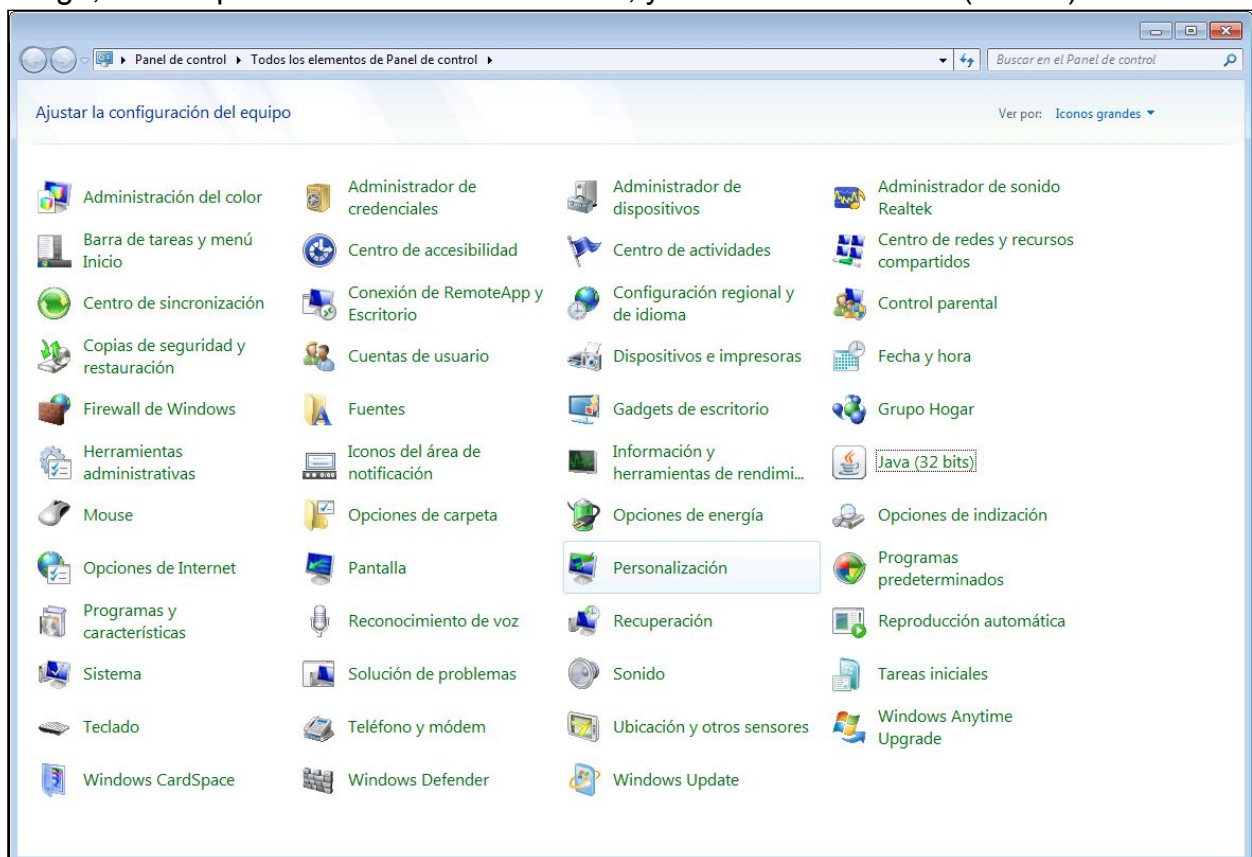 Panel de control ▸ Todos los elementos de Panel de control ▸
Buscar en el Panel de control
Ajustar la configuración del equipo
Ver por: Iconos grandes
Administración del color
Administrador de
credenciales
Administrador de
dispositivos
Administrador de sonido
Realtek
Barra de tareas y menú
Inicio
Centro de accesibilidad
Centro de actividades
Centro de redes y recursos
compartidos
Centro de sincronización
Conexión de RemoteApp y
Escritorio
Configuración regional y
de idioma
Control parental
Copias de seguridad y
restauración
Cuentas de usuario
Dispositivos e impresoras
Fecha y hora
Firewall de Windows
Fuentes
Gadgets de escritorio
Grupo Hogar
Herramientas
administrativas
Iconos del área de
notificación
Información y
herramientas de rendimi...
Java (32 bits)
Mouse
Opciones de carpeta
Opciones de energía
Opciones de indización
Opciones de Internet
Pantalla
Personalización
Programas
predeterminados
Programas y
características
Reconocimiento de voz
Recuperación
Reproducción automática
Sistema
Solución de problemas
Sonido
Tareas iniciales
Teclado
Teléfono y módem
Ubicación y otros sensores
Windows Anytime
Upgrade
Windows CardSpace
Windows Defender
Windows Update